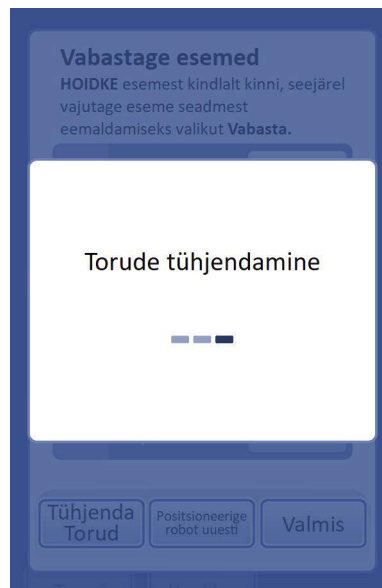 Vabastage esemed
HOIDKE esemest kindlalt kinni, seejärel
vajutage eseme seadmest
eemaldamiseks valikut Vabasta.
Torude tühjendamine
Tühjenda
Torud
Positsioneerige
robot uuesti
Valmis